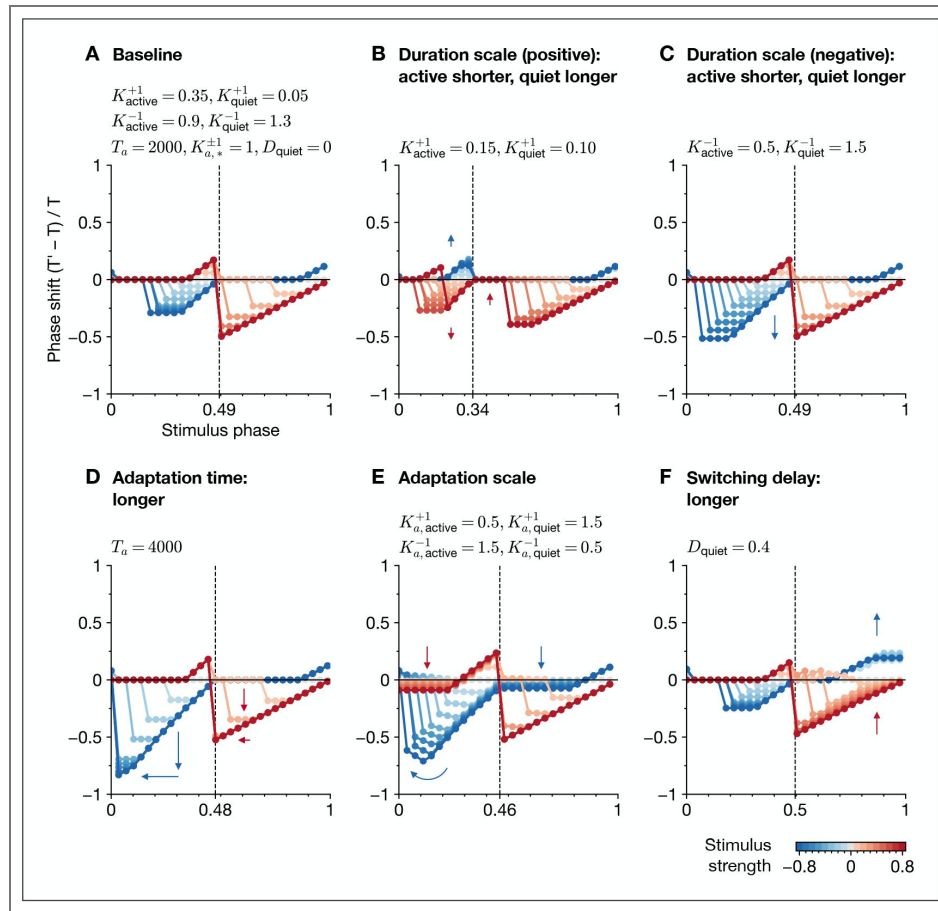 A Baseline
K^{+1}_{active} = 0.35, K^{+1}_{quiet} = 0.05
K^{-1}_{active} = 0.9, K^{-1}_{quiet} = 1.3
T_a = 2000, K^{±1}_{a,*} = 1, D_{quiet} = 0
1
0.5
0
−0.5
−1
Phase shift (T' − T) / T
0
0.49
1
Stimulus phase
B Duration scale (positive):
active shorter, quiet longer
K^{+1}_{active} = 0.15, K^{+1}_{quiet} = 0.10
1
0.5
0
−0.5
−1
0
0.34
1
C Duration scale (negative):
active shorter, quiet longer
K^{-1}_{active} = 0.5, K^{-1}_{quiet} = 1.5
1
0.5
0
−0.5
−1
0
0.49
1
D Adaptation time:
longer
T_a = 4000
1
0.5
0
−0.5
−1
0
0.48
1
E Adaptation scale
K^{+1}_{a,active} = 0.5, K^{+1}_{a,quiet} = 1.5
K^{-1}_{a,active} = 1.5, K^{-1}_{a,quiet} = 0.5
1
0.5
0
−0.5
−1
0
0.46
1
F Switching delay:
longer
D_{quiet} = 0.4
1
0.5
0
−0.5
−1
0
0.5
1
Stimulus
strength
−0.8
0
0.8